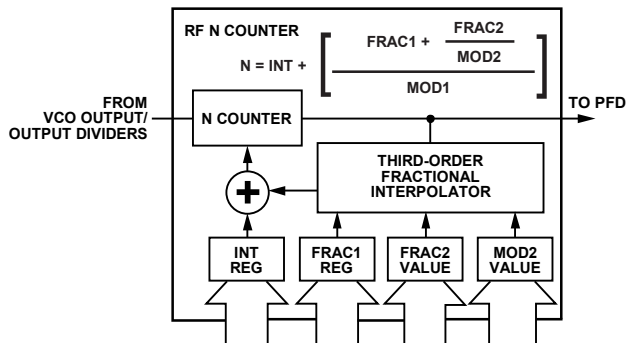 RF N COUNTER
N = INT +
FRAC1 +
FRAC2
MOD2
MOD1
FROM
VCO OUTPUT/
OUTPUT DIVIDERS
N COUNTER
TO PFD
THIRD-ORDER
FRACTIONAL
INTERPOLATOR
+
INT
REG
FRAC1
REG
FRAC2
VALUE
MOD2
VALUE